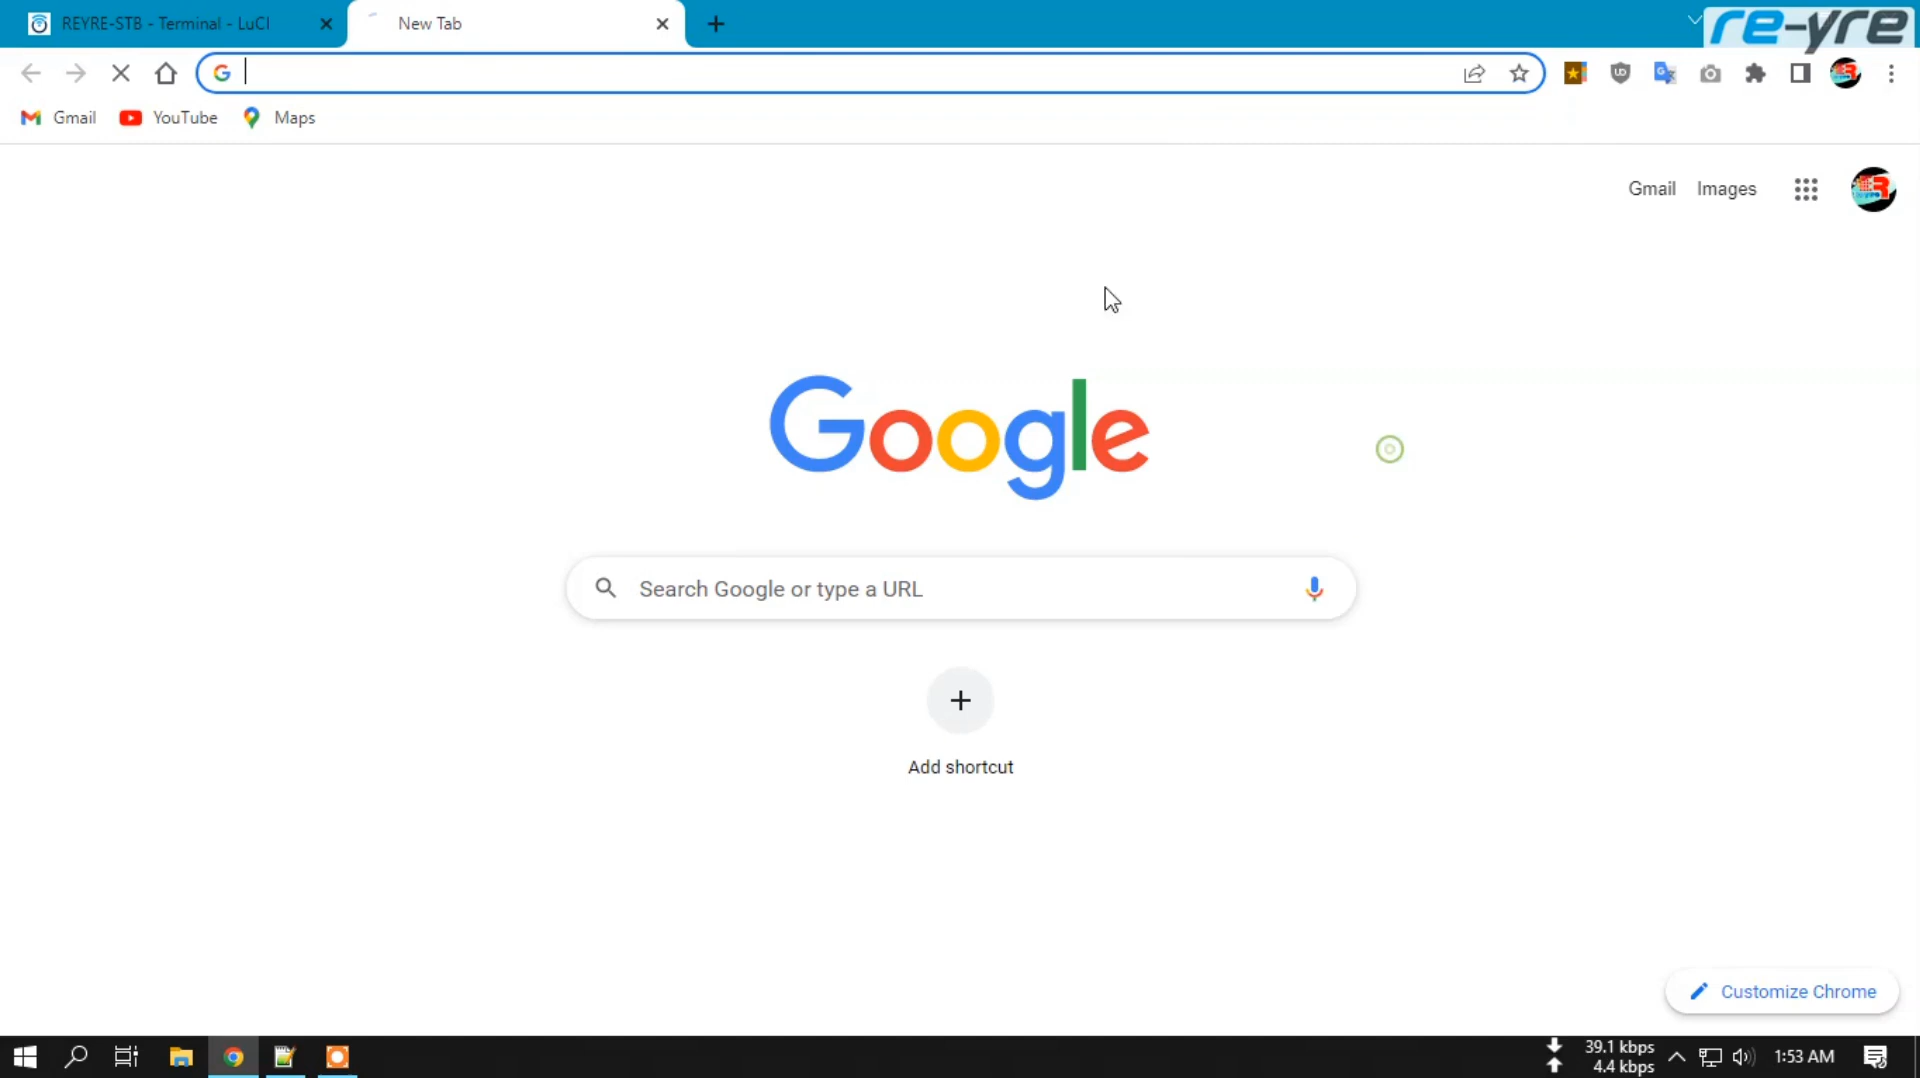 REYRE-STB - Terminal - LuCI
New Tab
re-yre
Gmail
YouTube
Maps
Gmail
Images
Google
Search Google or type a URL
Add shortcut
Customize Chrome
39.1 kbps
4.4 kbps
1:53 AM